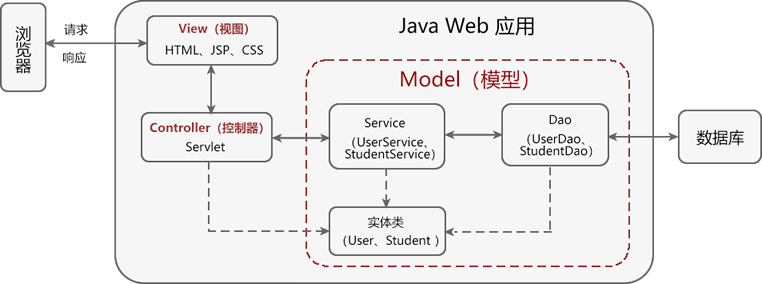 浏览器
请求
响应
View（视图）
HTML、JSP、CSS
Java Web 应用
Model（模型）
Controller（控制器）
Servlet
Service
（UserService、
StudentService）
Dao
（UserDao、
StudentDao）
数据库
实体类
（User、Student ）